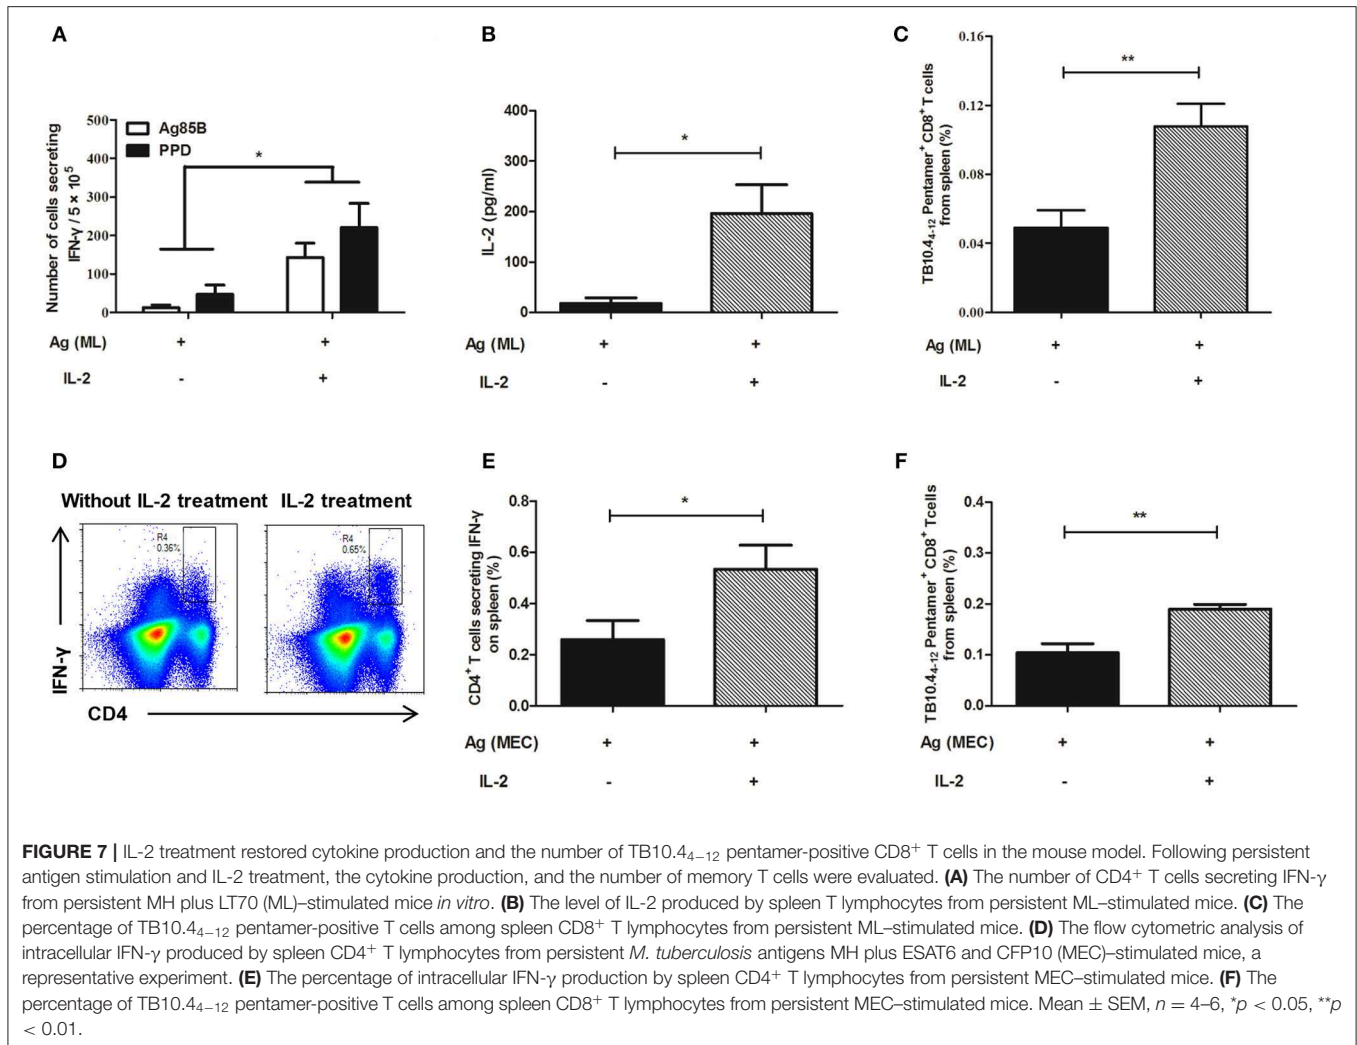 A
Number of cells secreting
IFN-γ / 5 × 10⁵
500
400
300
200
100
0
Ag85B
PPD
*
Ag (ML) + +
IL-2 - +
B
IL-2 (pg/ml)
400
300
200
100
0
*
Ag (ML) + +
IL-2 - +
C
TB10.4₄₋₁₂ Pentamer⁺ CD8⁺ T cells
from spleen (%)
0.16
0.12
0.08
0.04
0.00
**
Ag (ML) + +
IL-2 - +
D
Without IL-2 treatment IL-2 treatment
R4
0.36%
R4
0.65%
IFN-γ
CD4
E
CD4⁺ T cells secreting IFN-γ
on spleen (%)
0.8
0.6
0.4
0.2
0.0
*
Ag (MEC) + +
IL-2 - +
F
TB10.4₄₋₁₂ Pentamer⁺ CD8⁺ Tcells
from spleen (%)
0.4
0.3
0.2
0.1
0.0
**
Ag (MEC) + +
IL-2 - +
FIGURE 7 | IL-2 treatment restored cytokine production and the number of TB10.4₄₋₁₂ pentamer-positive CD8⁺ T cells in the mouse model. Following persistent
antigen stimulation and IL-2 treatment, the cytokine production, and the number of memory T cells were evaluated. (A) The number of CD4⁺ T cells secreting IFN-γ
from persistent MH plus LT70 (ML)–stimulated mice in vitro. (B) The level of IL-2 produced by spleen T lymphocytes from persistent ML–stimulated mice. (C) The
percentage of TB10.4₄₋₁₂ pentamer-positive T cells among spleen CD8⁺ T lymphocytes from persistent ML–stimulated mice. (D) The flow cytometric analysis of
intracellular IFN-γ produced by spleen CD4⁺ T lymphocytes from persistent M. tuberculosis antigens MH plus ESAT6 and CFP10 (MEC)–stimulated mice, a
representative experiment. (E) The percentage of intracellular IFN-γ production by spleen CD4⁺ T lymphocytes from persistent MEC–stimulated mice. (F) The
percentage of TB10.4₄₋₁₂ pentamer-positive T cells among spleen CD8⁺ T lymphocytes from persistent MEC–stimulated mice. Mean ± SEM, n = 4–6, *p < 0.05, **p
< 0.01.